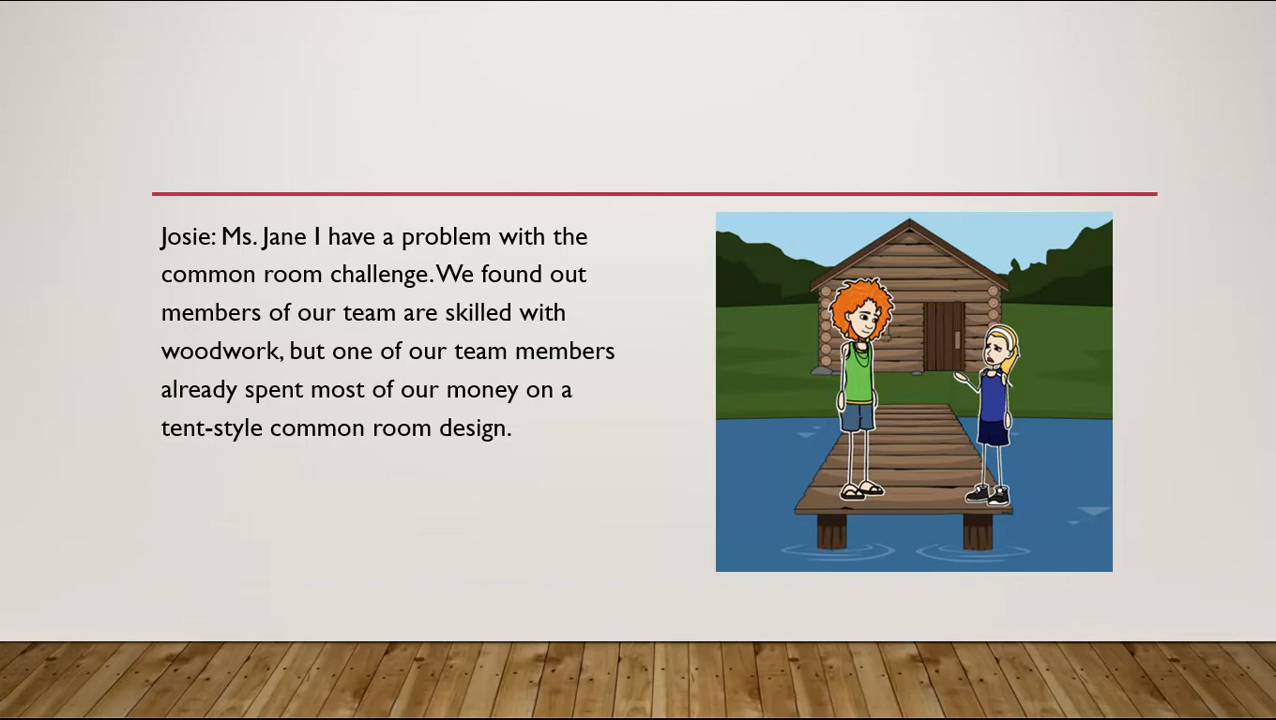 Josie: Ms. Jane I have a problem with the
common room challenge. We found out
members of our team are skilled with
woodwork, but one of our team members
already spent most of our money on a
tent-style common room design.